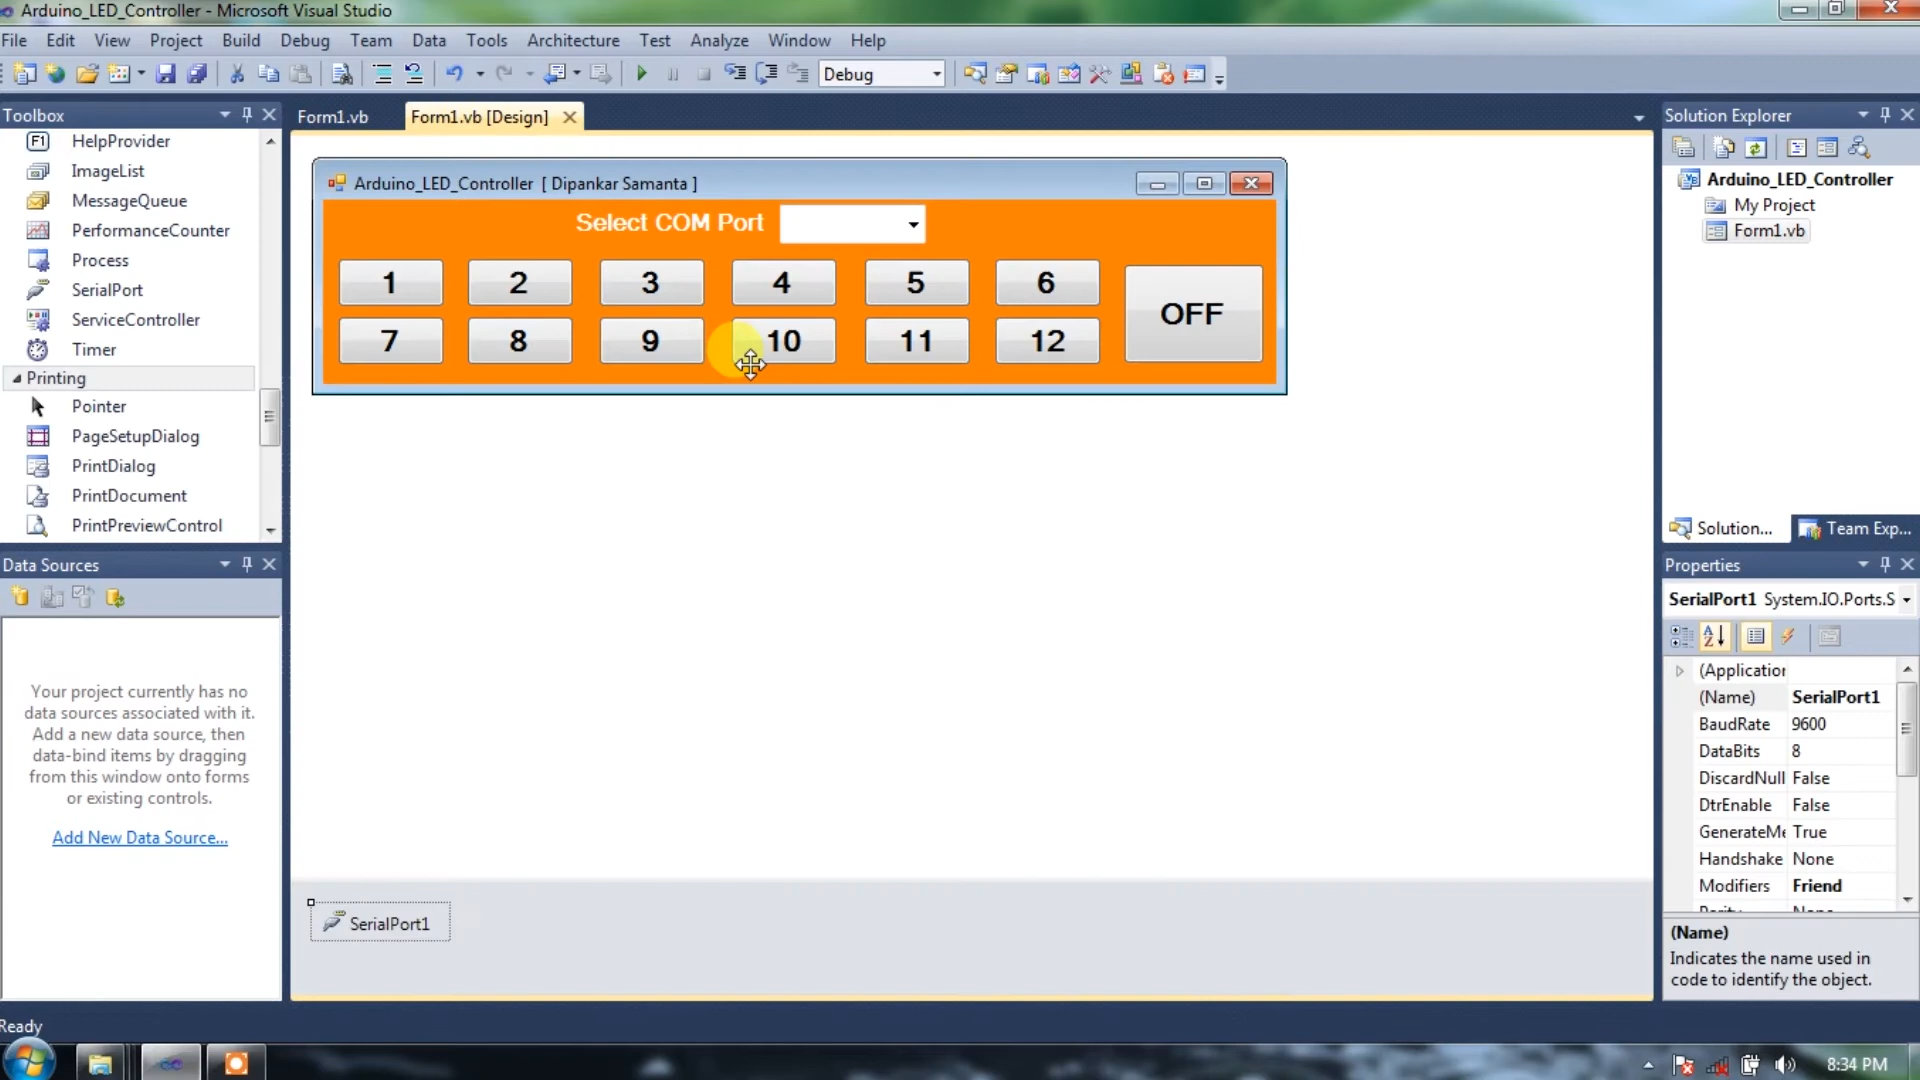 Arduino_LED_Controller - Microsoft Visual Studio
File Edit View Project Build Debug Team Data Tools Architecture Test Analyze Window Help
Debug
Toolbox
HelpProvider
ImageList
MessageQueue
PerformanceCounter
Process
SerialPort
ServiceController
Timer
Printing
Pointer
PageSetupDialog
PrintDialog
PrintDocument
PrintPreviewControl
Data Sources
Your project currently has no
data sources associated with it.
Add a new data source, then
data-bind items by dragging
from this window onto forms
or existing controls.
Add New Data Source...
Form1.vb Form1.vb [Design]
Arduino_LED_Controller [ Dipankar Samanta ]
Select COM Port
1 2 3 4 5 6
OFF
7 8 9 10 11 12
SerialPort1
Solution Explorer
Arduino_LED_Controller
My Project
Form1.vb
Solution... Team Exp...
Properties
SerialPort1 System.IO.Ports.S
(Application
(Name) SerialPort1
BaudRate 9600
DataBits 8
DiscardNull False
DtrEnable False
GenerateMe True
Handshake None
Modifiers Friend
Parity None
(Name)
Indicates the name used in
code to identify the object.
Ready
8:34 PM